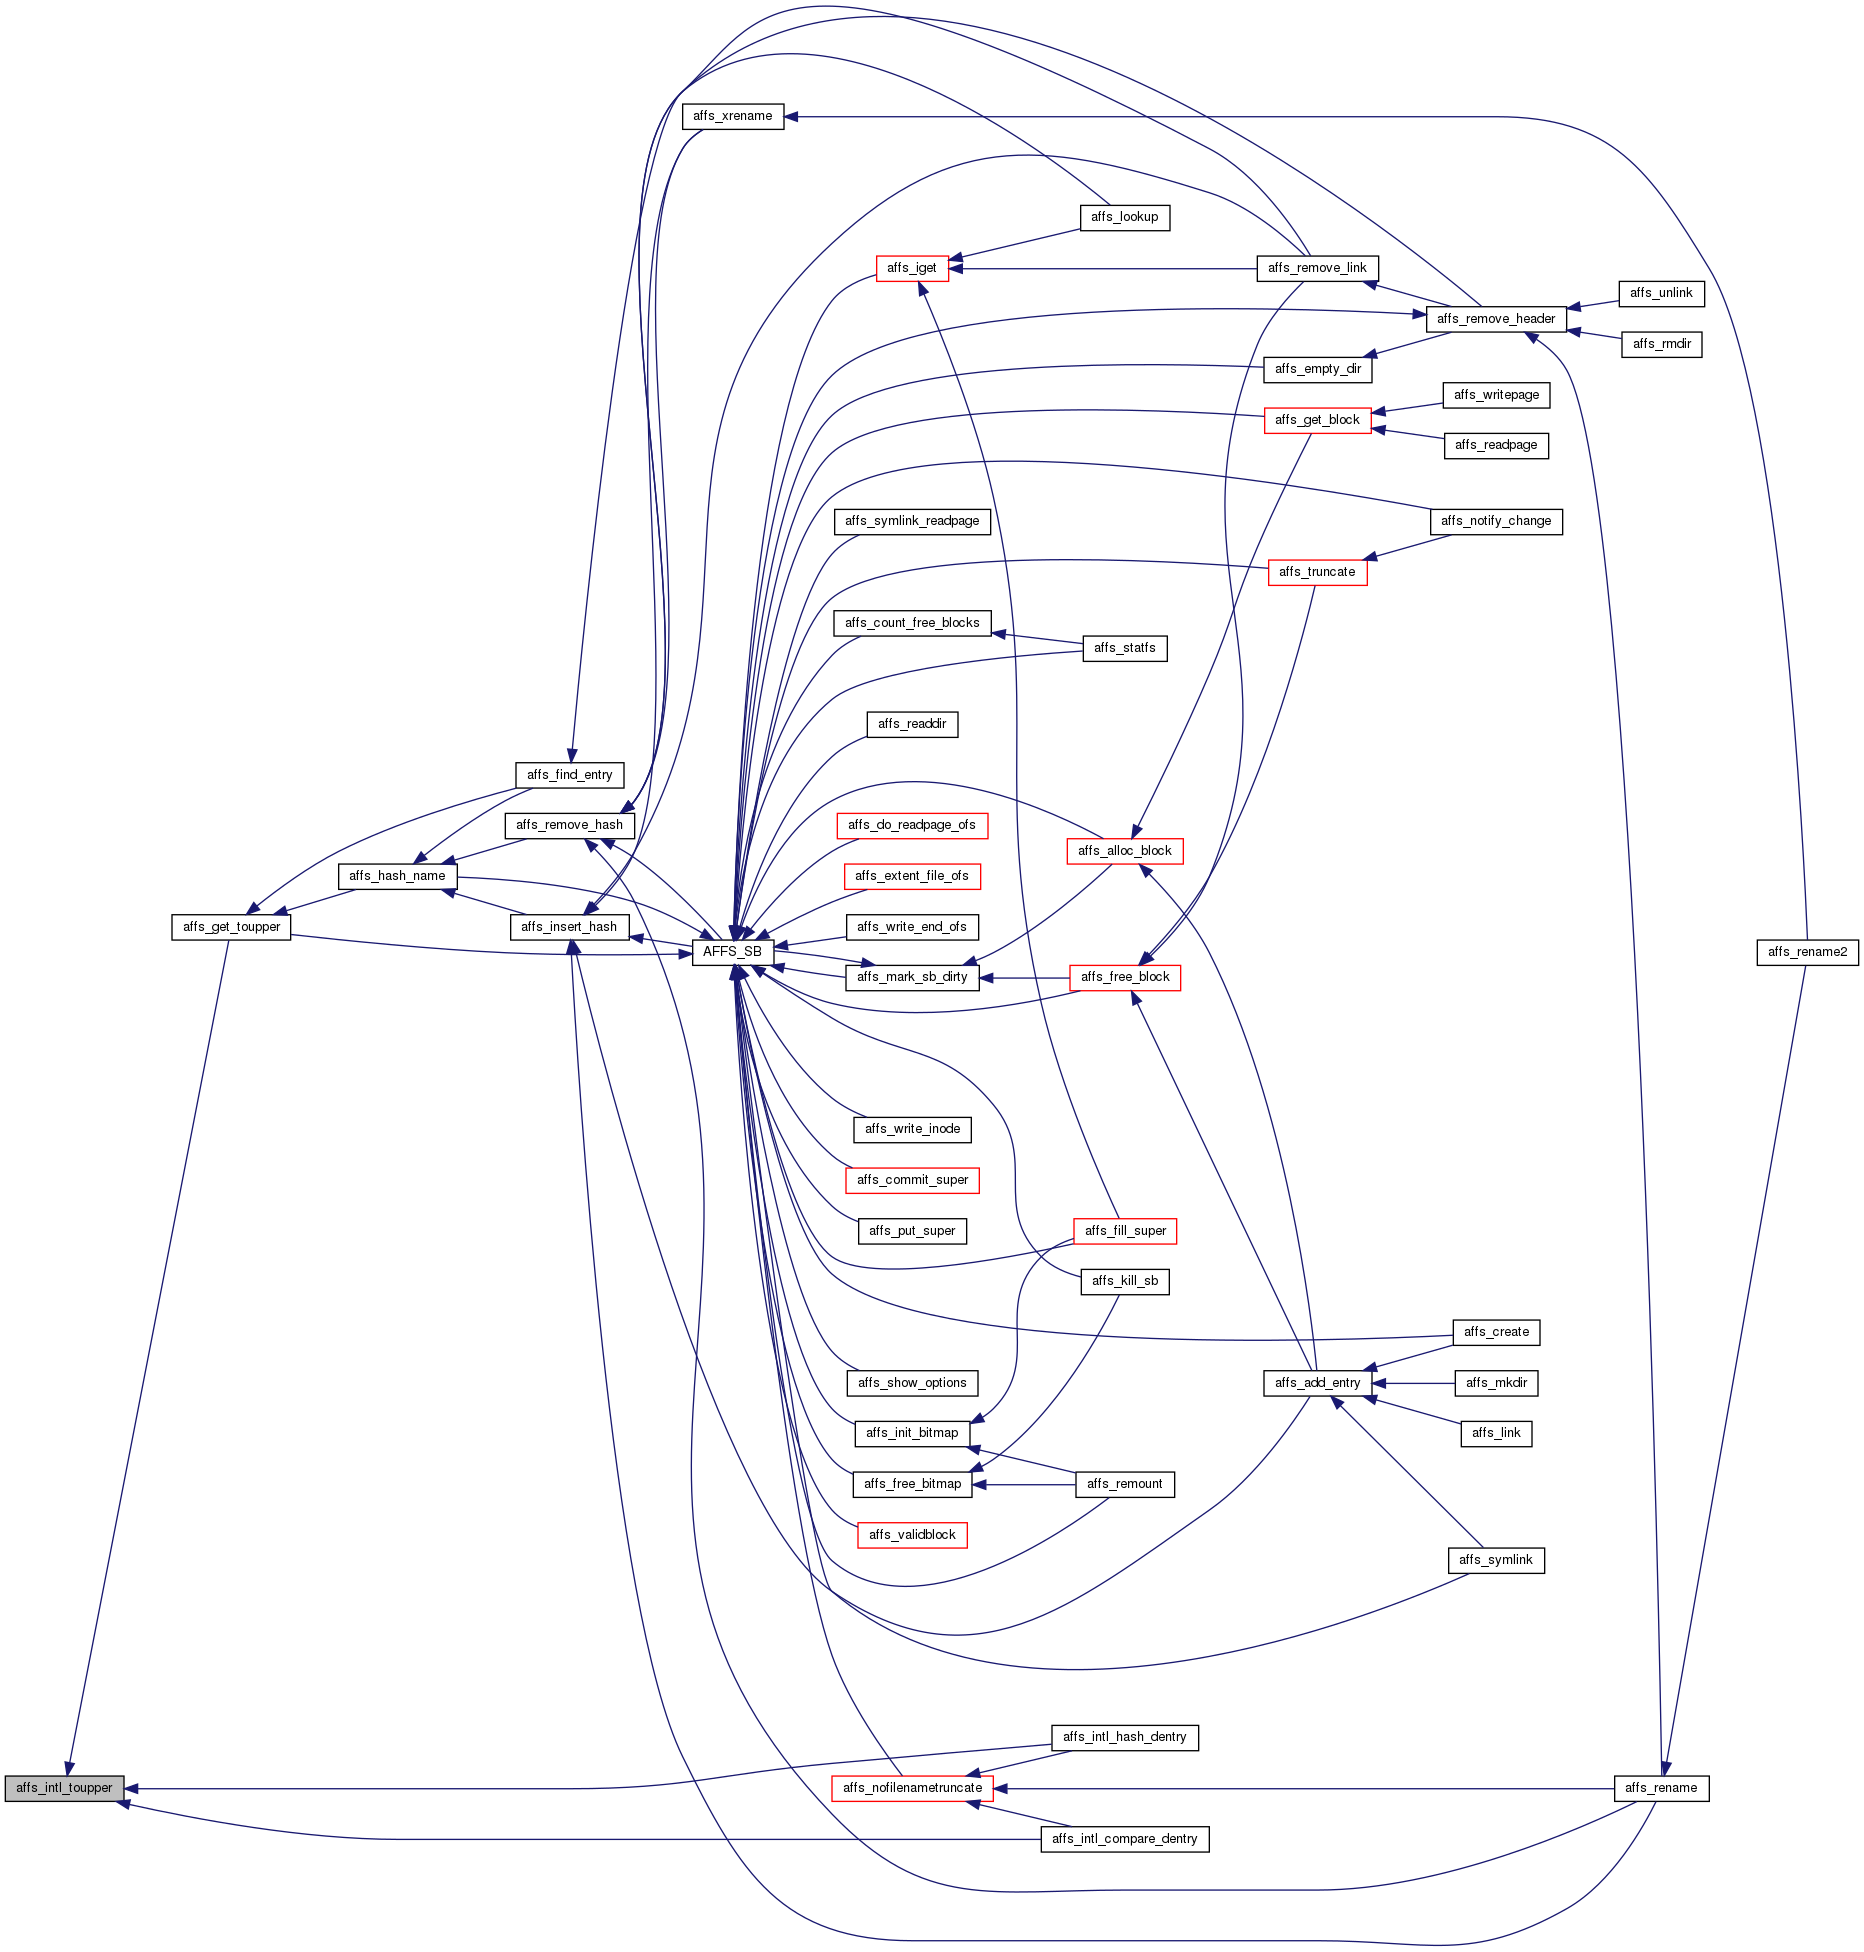 affs_xrename
affs_lookup
affs_iget
affs_remove_link
affs_unlink
affs_remove_header
affs_rmdir
affs_empty_dir
affs_writepage
affs_get_block
affs_readpage
affs_symlink_readpage
affs_notify_change
affs_truncate
affs_count_free_blocks
affs_statfs
affs_readdir
affs_find_entry
affs_remove_hash
affs_do_readpage_ofs
affs_alloc_block
affs_hash_name
affs_extent_file_ofs
affs_get_toupper
affs_insert_hash
affs_write_end_ofs
AFFS_SB
affs_rename2
affs_mark_sb_dirty
affs_free_block
affs_write_inode
affs_commit_super
affs_put_super
affs_fill_super
affs_kill_sb
affs_create
affs_show_options
affs_add_entry
affs_mkdir
affs_init_bitmap
affs_link
affs_free_bitmap
affs_remount
affs_validblock
affs_symlink
affs_intl_hash_dentry
affs_intl_toupper
affs_nofilenametruncate
affs_rename
affs_intl_compare_dentry